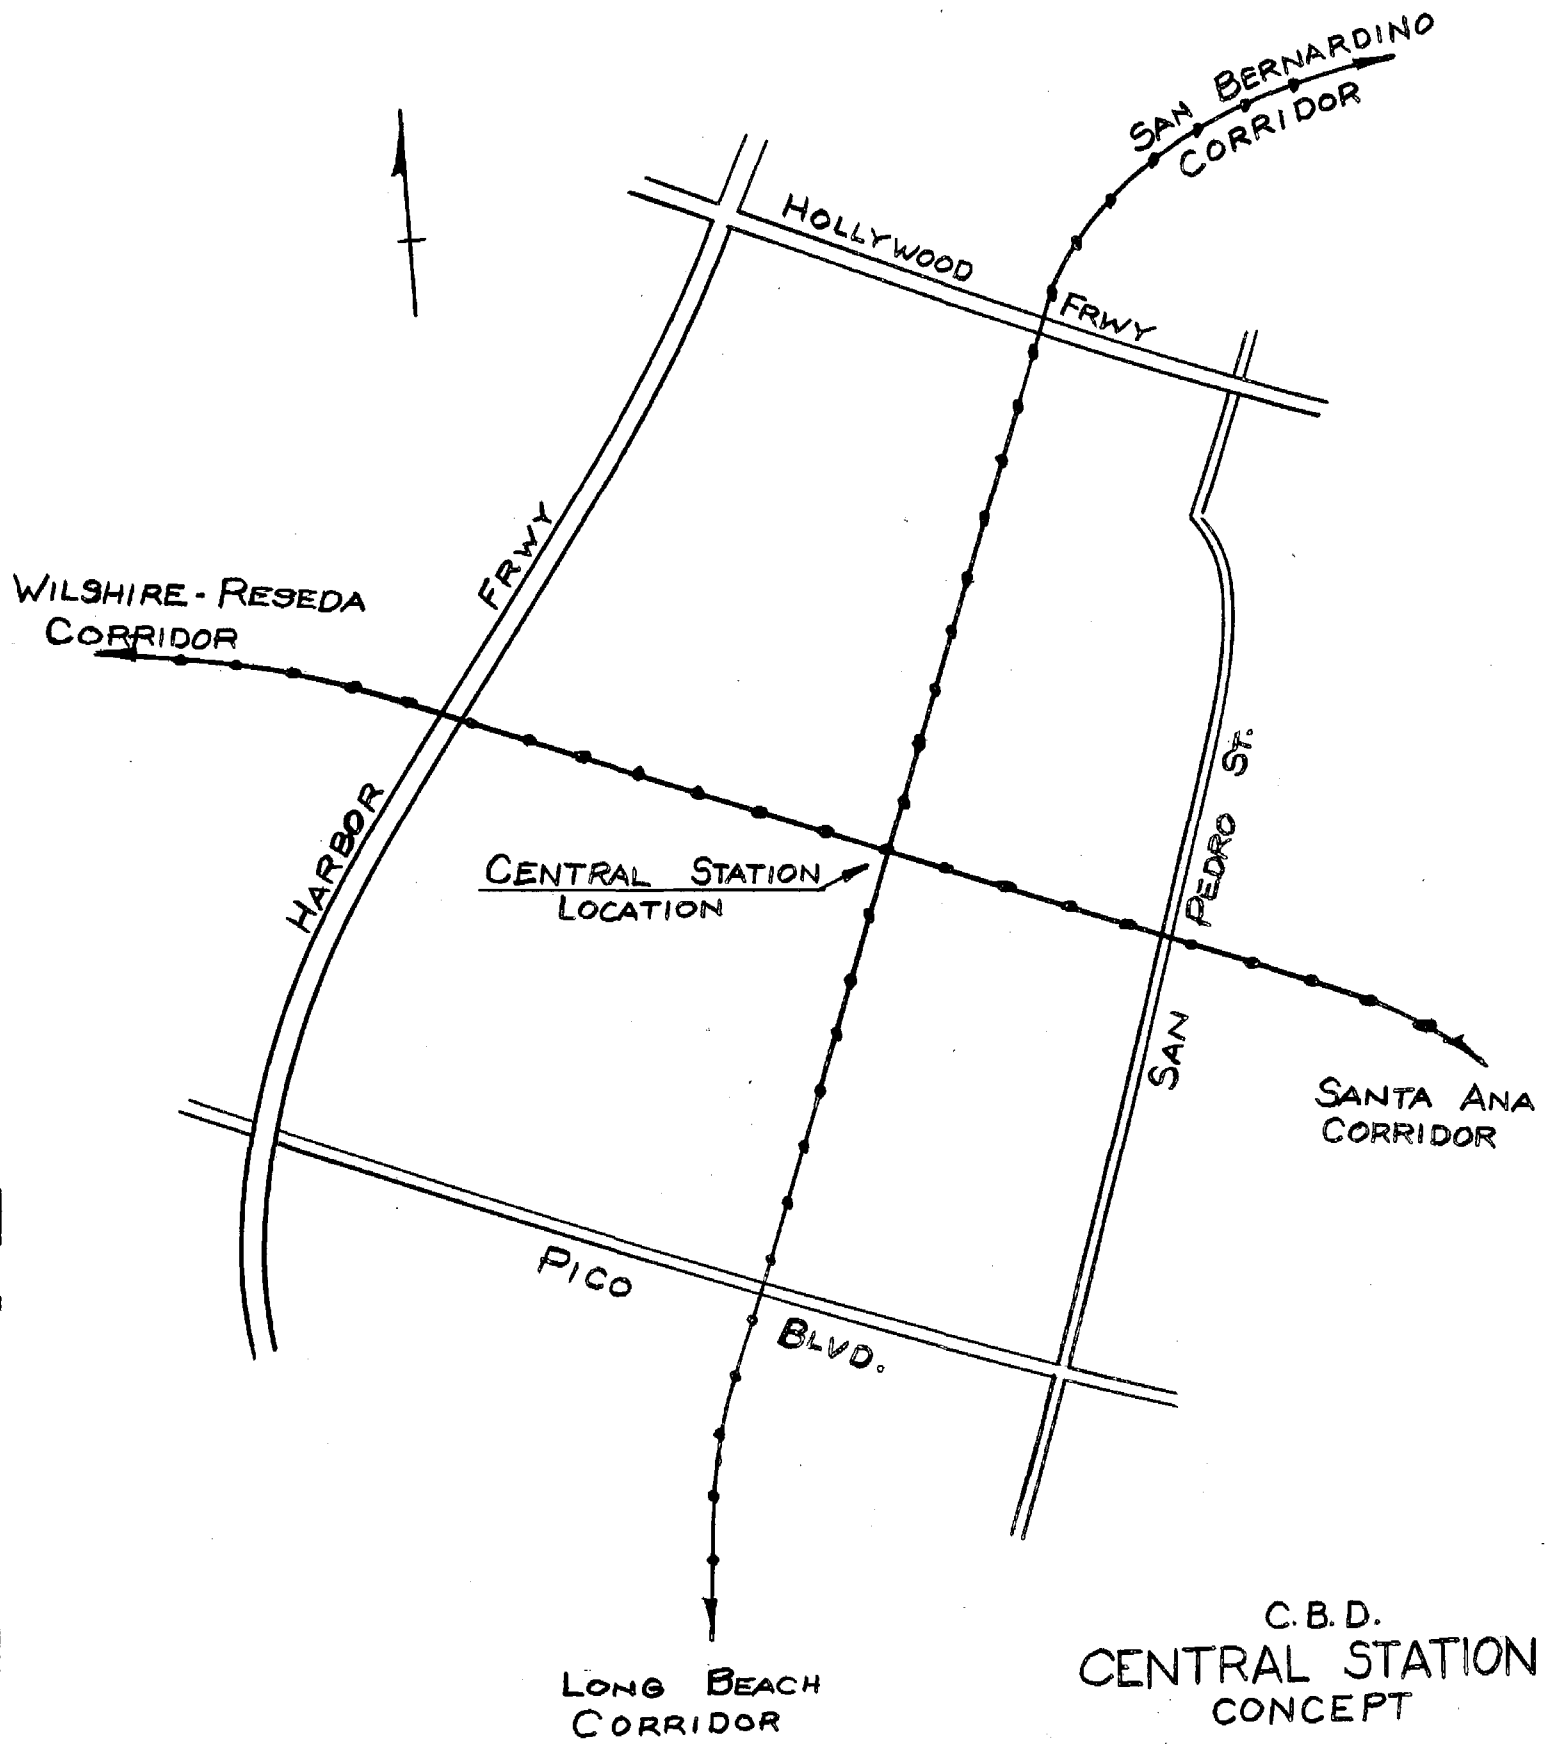 SAN BERNARDINO
CORRIDOR
HOLLYWOOD FRWY
HARBOR FRWY
WILSHIRE - RESEDA
CORRIDOR
SAN PEDRO ST.
CENTRAL STATION
LOCATION
SANTA ANA
CORRIDOR
PICO BLVD.
LONG BEACH
CORRIDOR
C.B.D.
CENTRAL STATION
CONCEPT